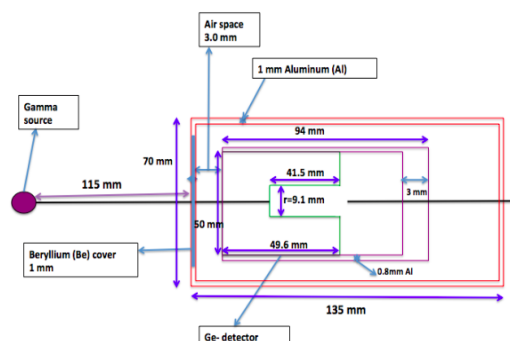 Air space
3.0 mm
1 mm Aluminum (Al)
Gamma
source
94 mm
70 mm
41.5 mm
115 mm
3 mm
r=9.1 mm
50 mm
Beryllium (Be) cover
1 mm
49.6 mm
0.8mm Al
135 mm
Ge- detector